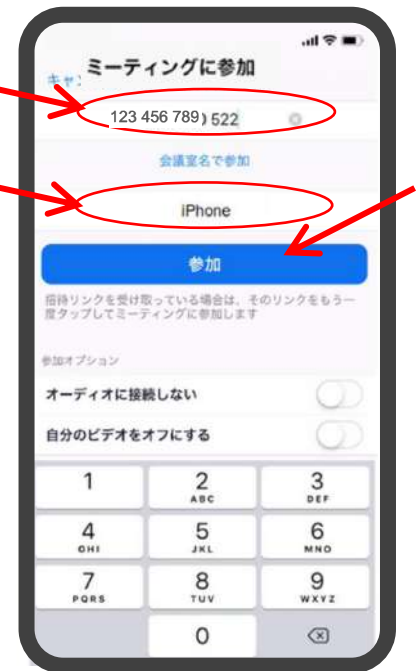 ミーティングに参加
キャン
123 456 789 ) 522
会議室名で参加
iPhone
参加
招待リンクを受け取っている場合は、そのリンクをもう一
度タップしてミーティングに参加します
参加オプション
オーディオに接続しない
自分のビデオをオフにする
1 2 3
ABC DEF
4 5 6
GHI JKL MNO
7 8 9
PQRS TUV WXYZ
0